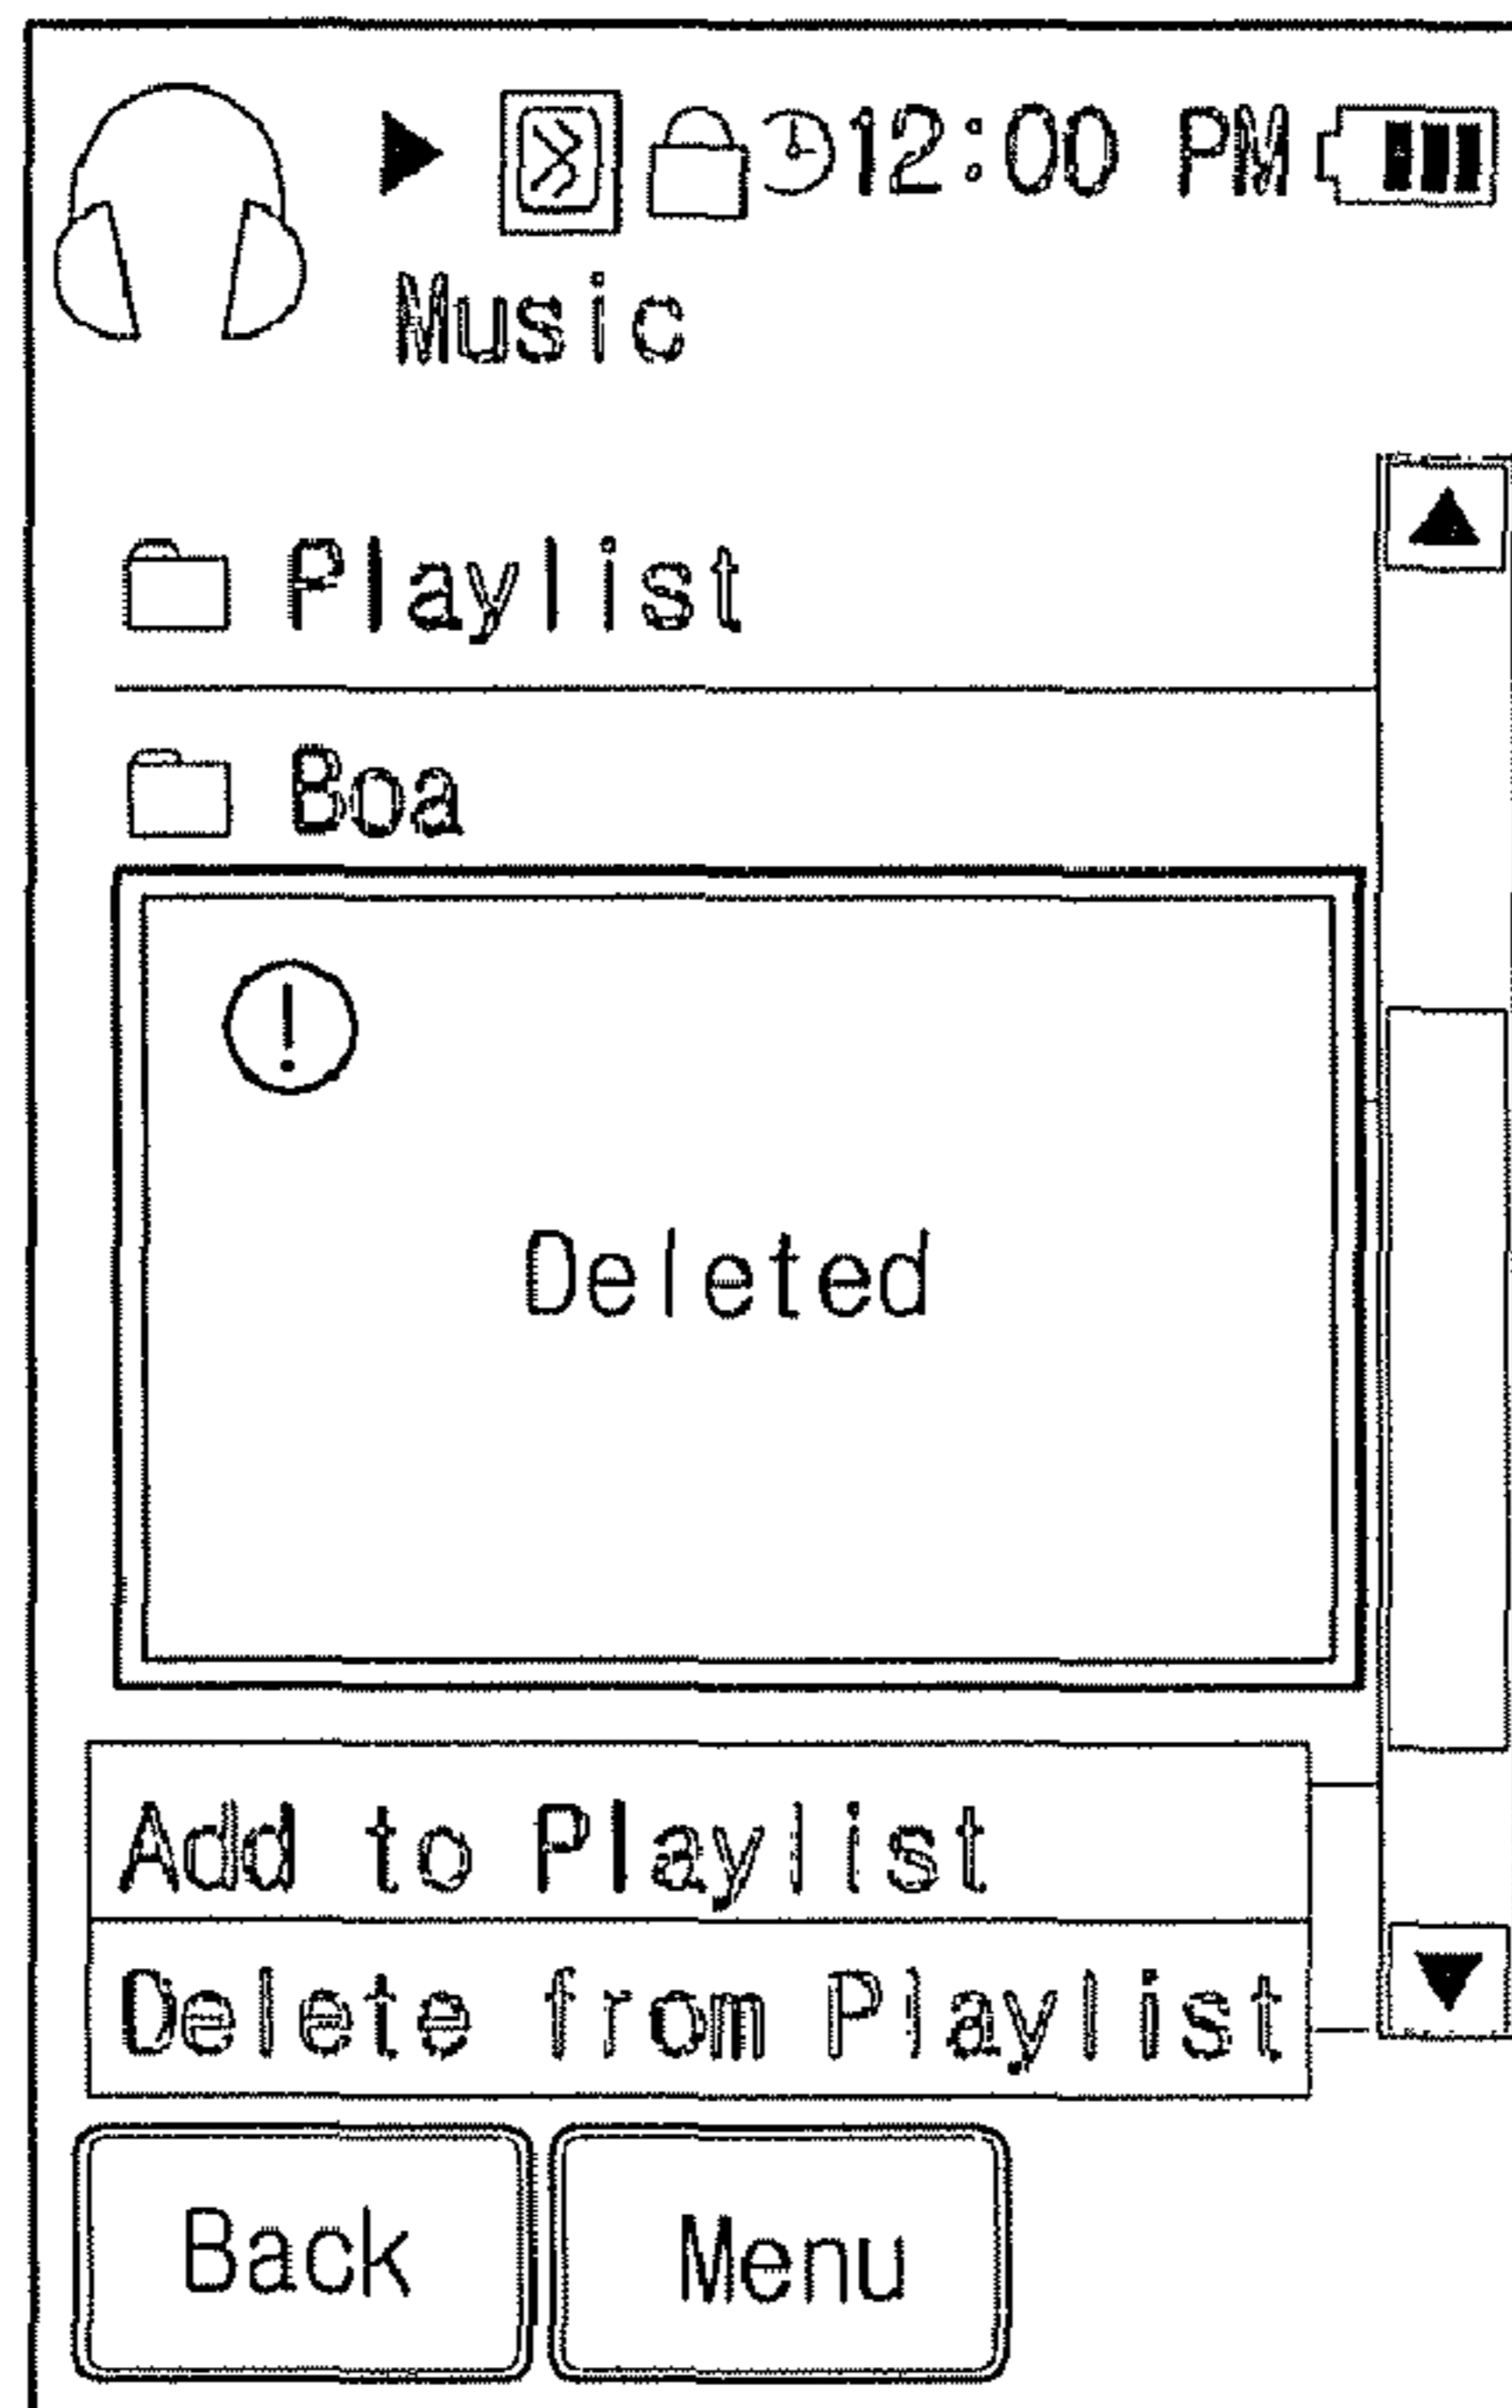 12:00 PM
Music
Playlist
Boa
!
Deleted
Add to Playlist
Delete from Playlist
Back
Menu